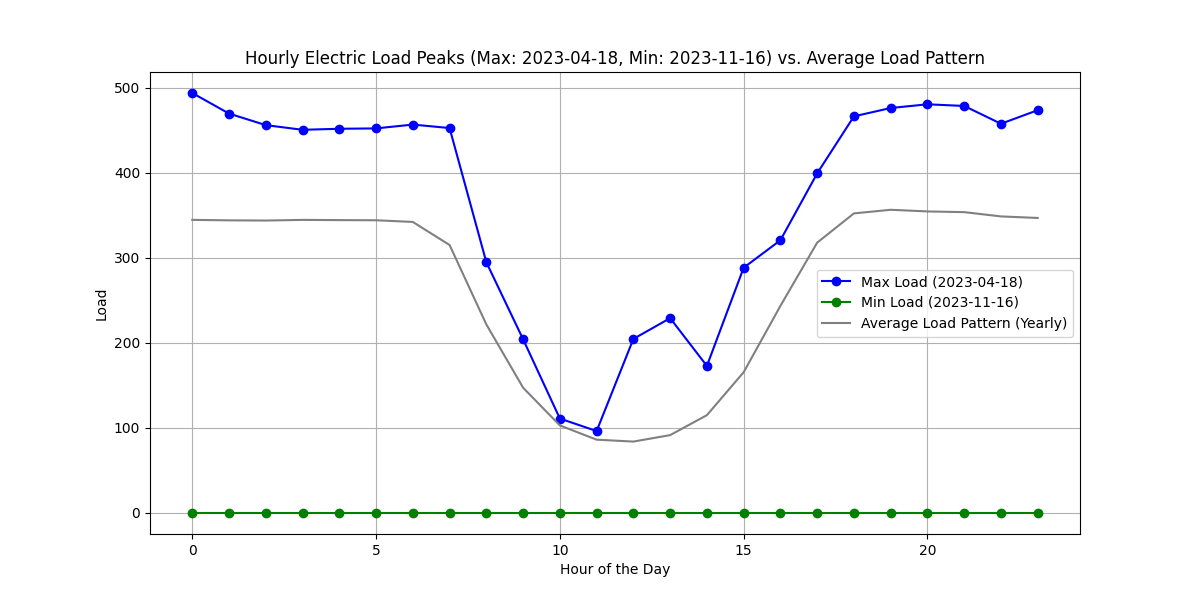 Hourly Electric Load Peaks (Max: 2023-04-18, Min: 2023-11-16) vs. Average Load Pattern
500
400
300
200
100
0
Load
Max Load (2023-04-18)
Min Load (2023-11-16)
Average Load Pattern (Yearly)
0 5 10 15 20
Hour of the Day